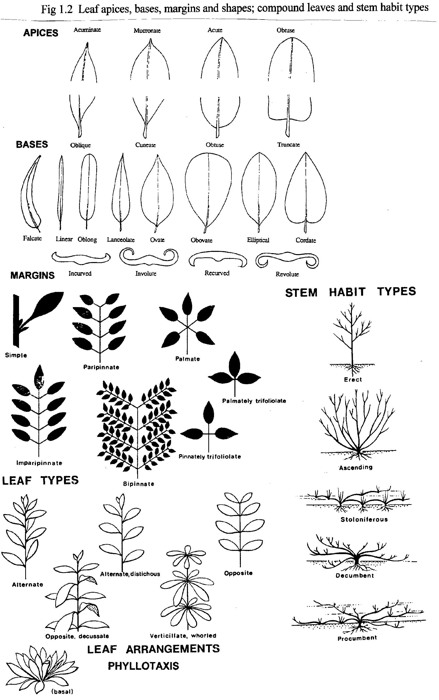 Fig 1.2 Leaf apices, bases, margins and shapes; compound leaves and stem habit types
APICES
Acuminate Mucronate Acute Obtuse
BASES
Oblique Cuneate Obtuse Truncate
Falcate Linear Oblong Lanceolate Ovate Obovate Elliptical Cordate
MARGINS
Incurved Involute Recurved Revolute
STEM HABIT TYPES
Simple
Paripinnate
Palmate
Palmately trifoliolate
Imparipinnate
Bipinnate
Pinnately trifoliolate
LEAF TYPES
Alternate
Alternate, distichous
Opposite
Opposite, decussate
Verticillate, whorled
LEAF ARRANGEMENTS
PHYLLOTAXIS
(basal)
Erect
Ascending
Stoloniferous
Decumbent
Procumbent